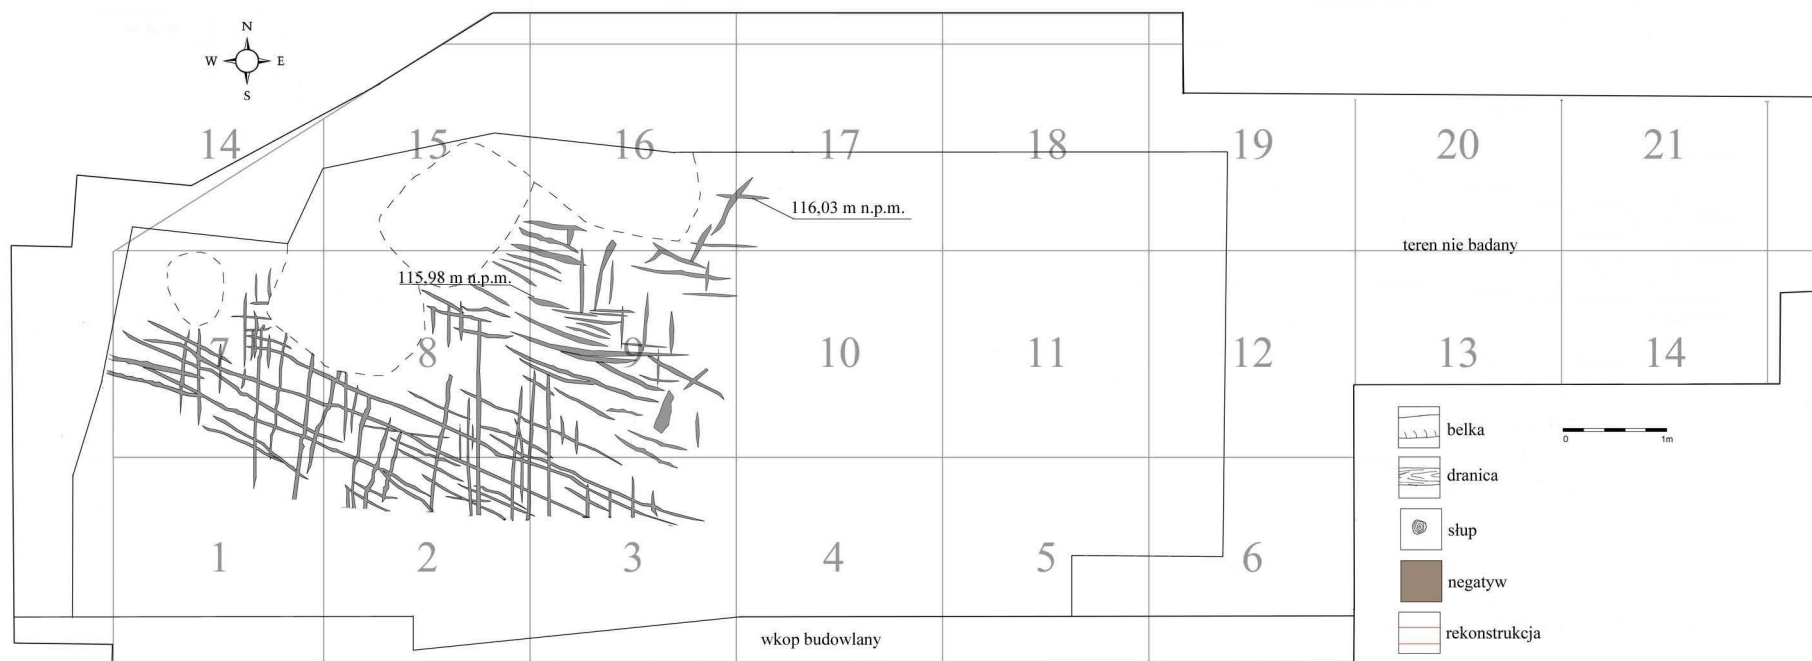 N
W E
S
14 15 16 17 18 19 20 21
116,03 m n.p.m.
teren nie badany
115,98 m n.p.m.
7 8 9 10 11 12 13 14
belka
0 1m
dranica
słup
1 2 3 4 5 6
negatyw
wkop budowlany
rekonstrukcja